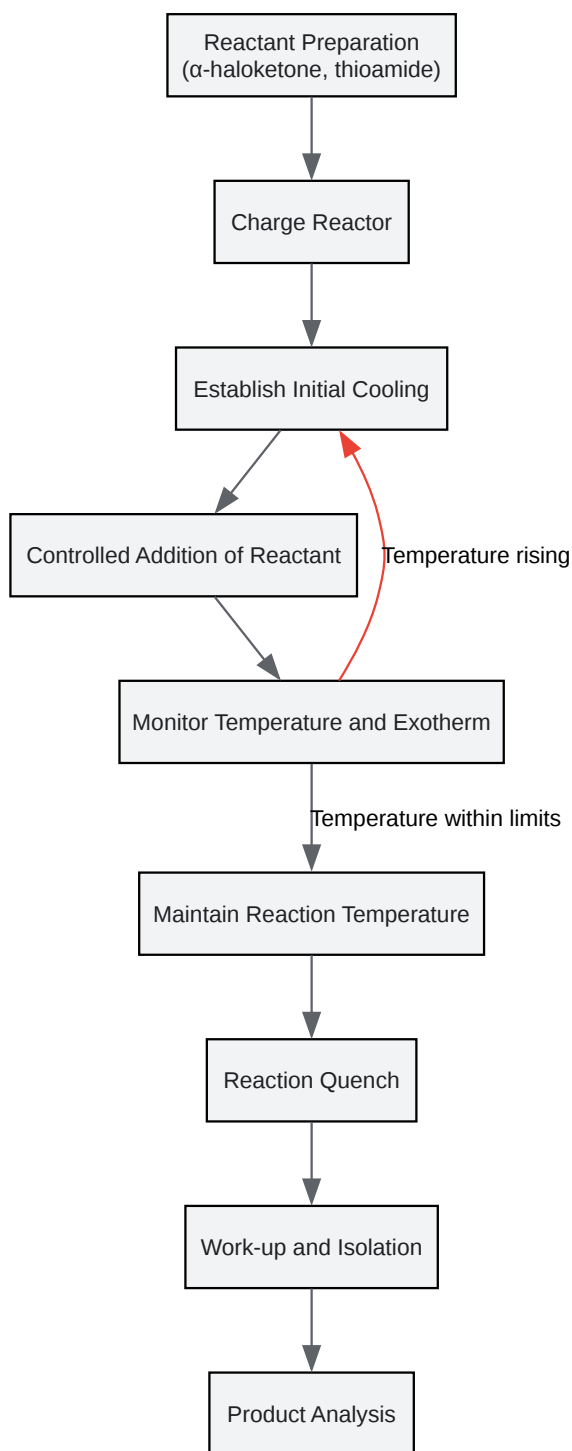 Reactant Preparation
(α-haloketone, thioamide)
Charge Reactor
Establish Initial Cooling
Controlled Addition of Reactant
Temperature rising
Monitor Temperature and Exotherm
Temperature within limits
Maintain Reaction Temperature
Reaction Quench
Work-up and Isolation
Product Analysis